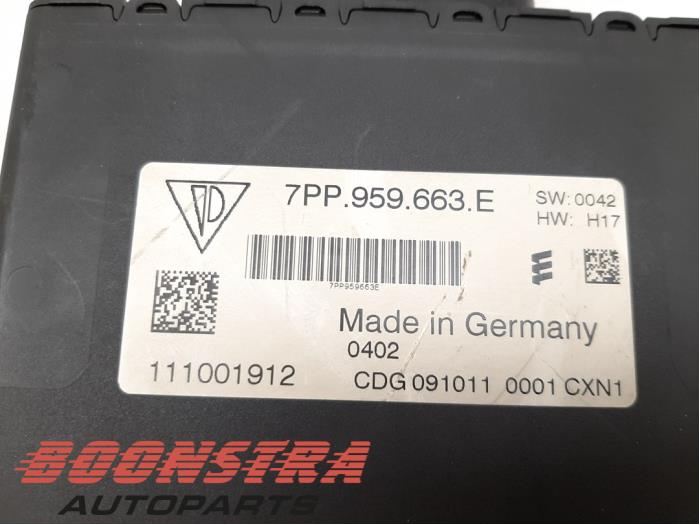 7PP.959.663.E
SW:0042
HW: H17
7PP959663E
Made in Germany
0402
111001912
CDG 091011 0001 CXN1
BOONSTRA
AUTOPARTS